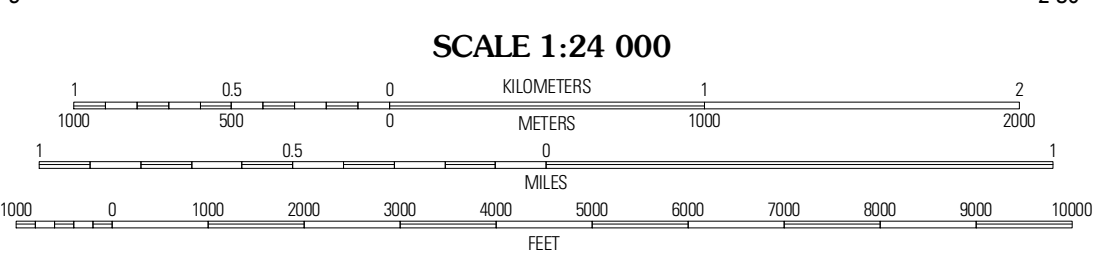 SCALE 1:24 000
1 0.5 0 KILOMETERS 1 2
1000 500 0 METERS 1000 2000
1 0.5 0 1
MILES
1000 0 1000 2000 3000 4000 5000 6000 7000 8000 9000 10000
FEET